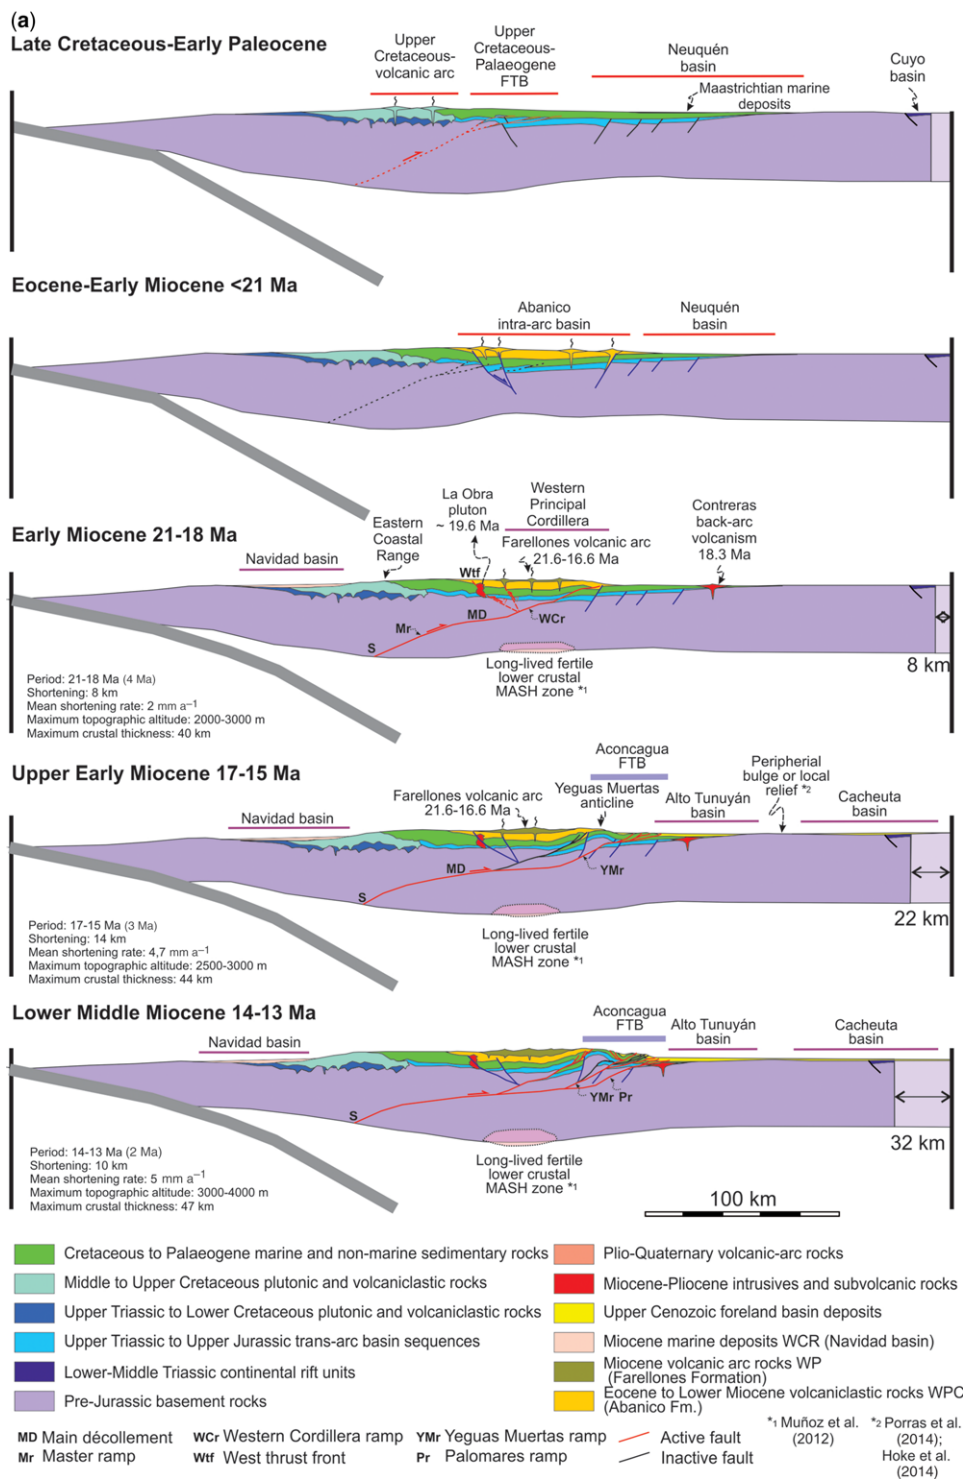 (a)
Late Cretaceous-Early Paleocene
Upper
Cretaceous-
volcanic arc
Upper
Cretaceous-
Palaeogene
FTB
Neuquén
basin
Maastrichtian marine
deposits
Cuyo
basin
Eocene-Early Miocene <21 Ma
Abanico
intra-arc basin
Neuquén
basin
Early Miocene 21-18 Ma
Navidad basin
Eastern
Coastal
Range
La Obra
pluton
~ 19.6 Ma
Western
Principal
Cordillera
Farellones volcanic arc
21.6-16.6 Ma
Contreras
back-arc
volcanism
18.3 Ma
Wtf
MD
WCr
Mr
S
Long-lived fertile
lower crustal
MASH zone *1
8 km
Period: 21-18 Ma (4 Ma)
Shortening: 8 km
Mean shortening rate: 2 mm a⁻¹
Maximum topographic altitude: 2000-3000 m
Maximum crustal thickness: 40 km
Upper Early Miocene 17-15 Ma
Navidad basin
Farellones volcanic arc
21.6-16.6 Ma
Aconcagua
FTB
Yeguas Muertas
anticline
Alto Tunuyán
basin
Peripherial
bulge or local
relief *2
Cacheuta
basin
MD
YMr
S
Long-lived fertile
lower crustal
MASH zone *1
22 km
Period: 17-15 Ma (3 Ma)
Shortening: 14 km
Mean shortening rate: 4,7 mm a⁻¹
Maximum topographic altitude: 2500-3000 m
Maximum crustal thickness: 44 km
Lower Middle Miocene 14-13 Ma
Navidad basin
Aconcagua
FTB
Alto Tunuyán
basin
Cacheuta
basin
YMr Pr
S
Long-lived fertile
lower crustal
MASH zone *1
32 km
Period: 14-13 Ma (2 Ma)
Shortening: 10 km
Mean shortening rate: 5 mm a⁻¹
Maximum topographic altitude: 3000-4000 m
Maximum crustal thickness: 47 km
100 km
Cretaceous to Palaeogene marine and non-marine sedimentary rocks
Middle to Upper Cretaceous plutonic and volcaniclastic rocks
Upper Triassic to Lower Cretaceous plutonic and volcaniclastic rocks
Upper Triassic to Upper Jurassic trans-arc basin sequences
Lower-Middle Triassic continental rift units
Pre-Jurassic basement rocks
Plio-Quaternary volcanic-arc rocks
Miocene-Pliocene intrusives and subvolcanic rocks
Upper Cenozoic foreland basin deposits
Miocene marine deposits WCR (Navidad basin)
Miocene volcanic arc rocks WP
(Farellones Formation)
Eocene to Lower Miocene volcaniclastic rocks WPC
(Abanico Fm.)
MD Main décollement WCr Western Cordillera ramp YMr Yeguas Muertas ramp Active fault
Mr Master ramp Wtf West thrust front Pr Palomares ramp Inactive fault
*1 Muñoz et al.
(2012)
*2 Porras et al.
(2014);
Hoke et al.
(2014)